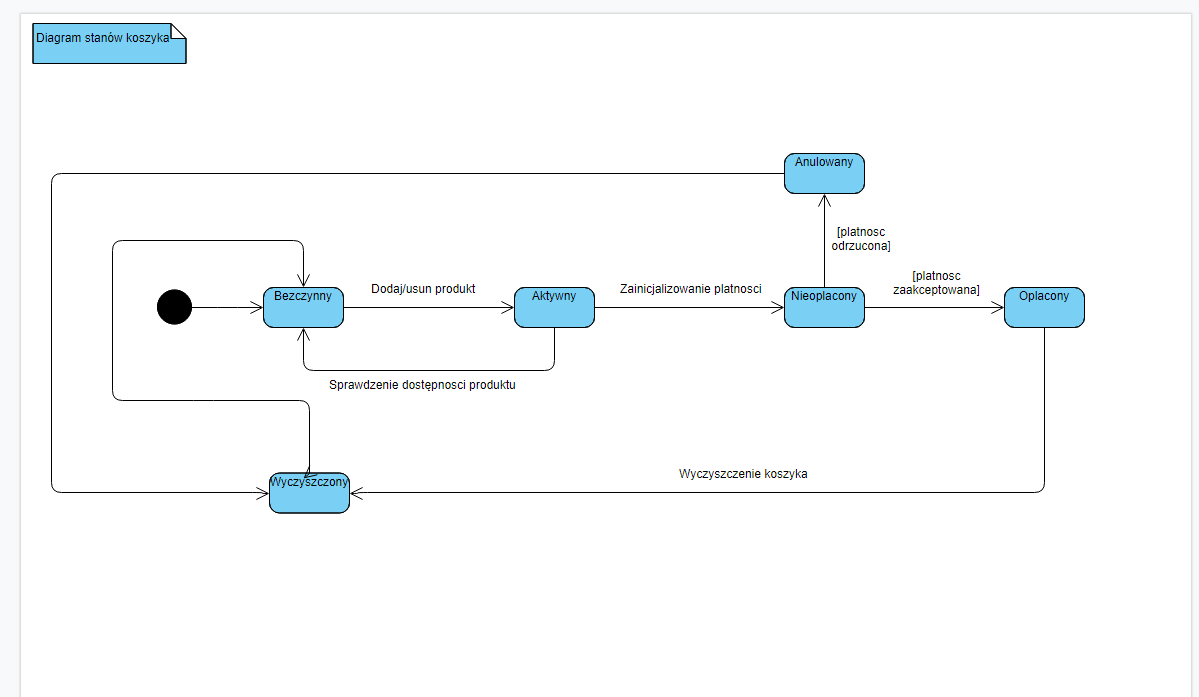 Diagram stanów koszyka
Anulowany
[platnosc
odrzucona]
[platnosc
zaakceptowana]
Bezczynny
Dodaj/usun produkt
Aktywny
Zainicjalizowanie platnosci
Nieoplacony
Oplacony
Sprawdzenie dostępnosci produktu
Wyczyszczony
Wyczyszczenie koszyka